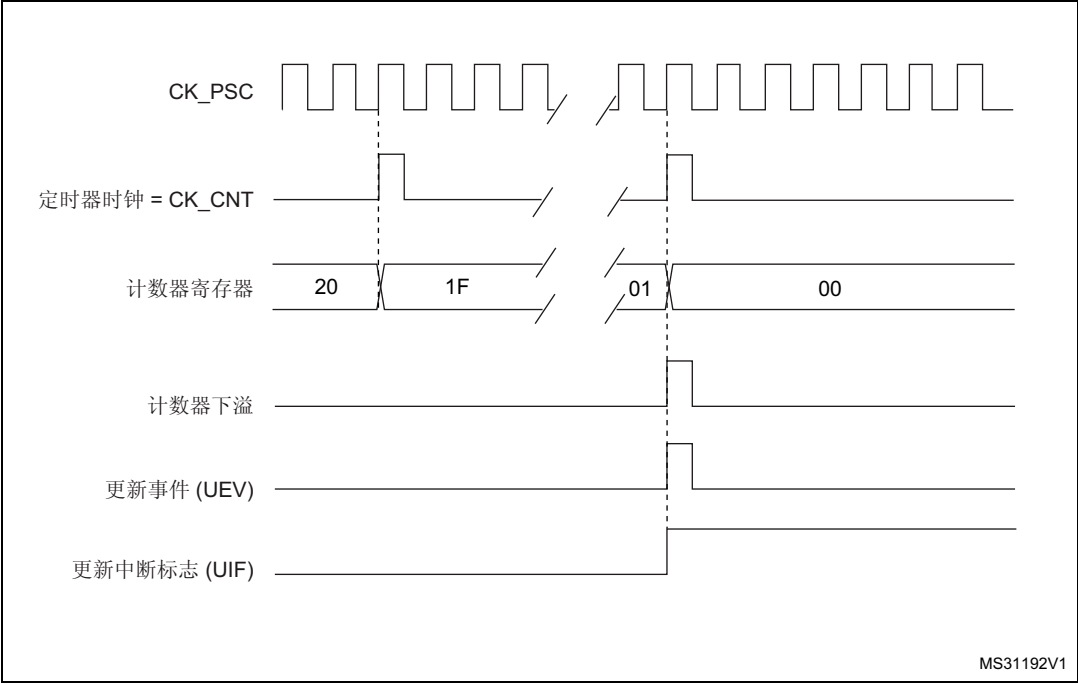 CK_PSC
定时器时钟 = CK_CNT
计数器寄存器 20 1F 01 00
计数器下溢
更新事件 (UEV)
更新中断标志 (UIF)
MS31192V1